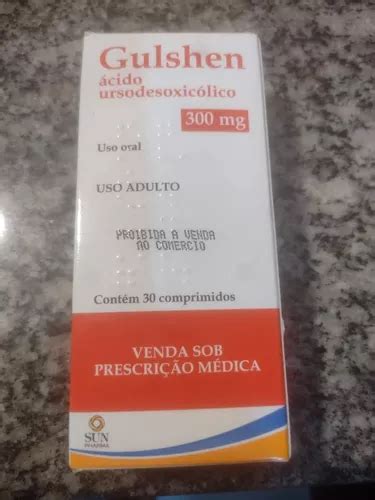 Gulshen
ácido
ursodesoxicólico
300 mg
Uso oral
USO ADULTO
PROIBIDA A VENDA
NO COMERCIO
Contém 30 comprimidos
VENDA SOB
PRESCRIÇÃO MÉDICA
SUN
PHARMA